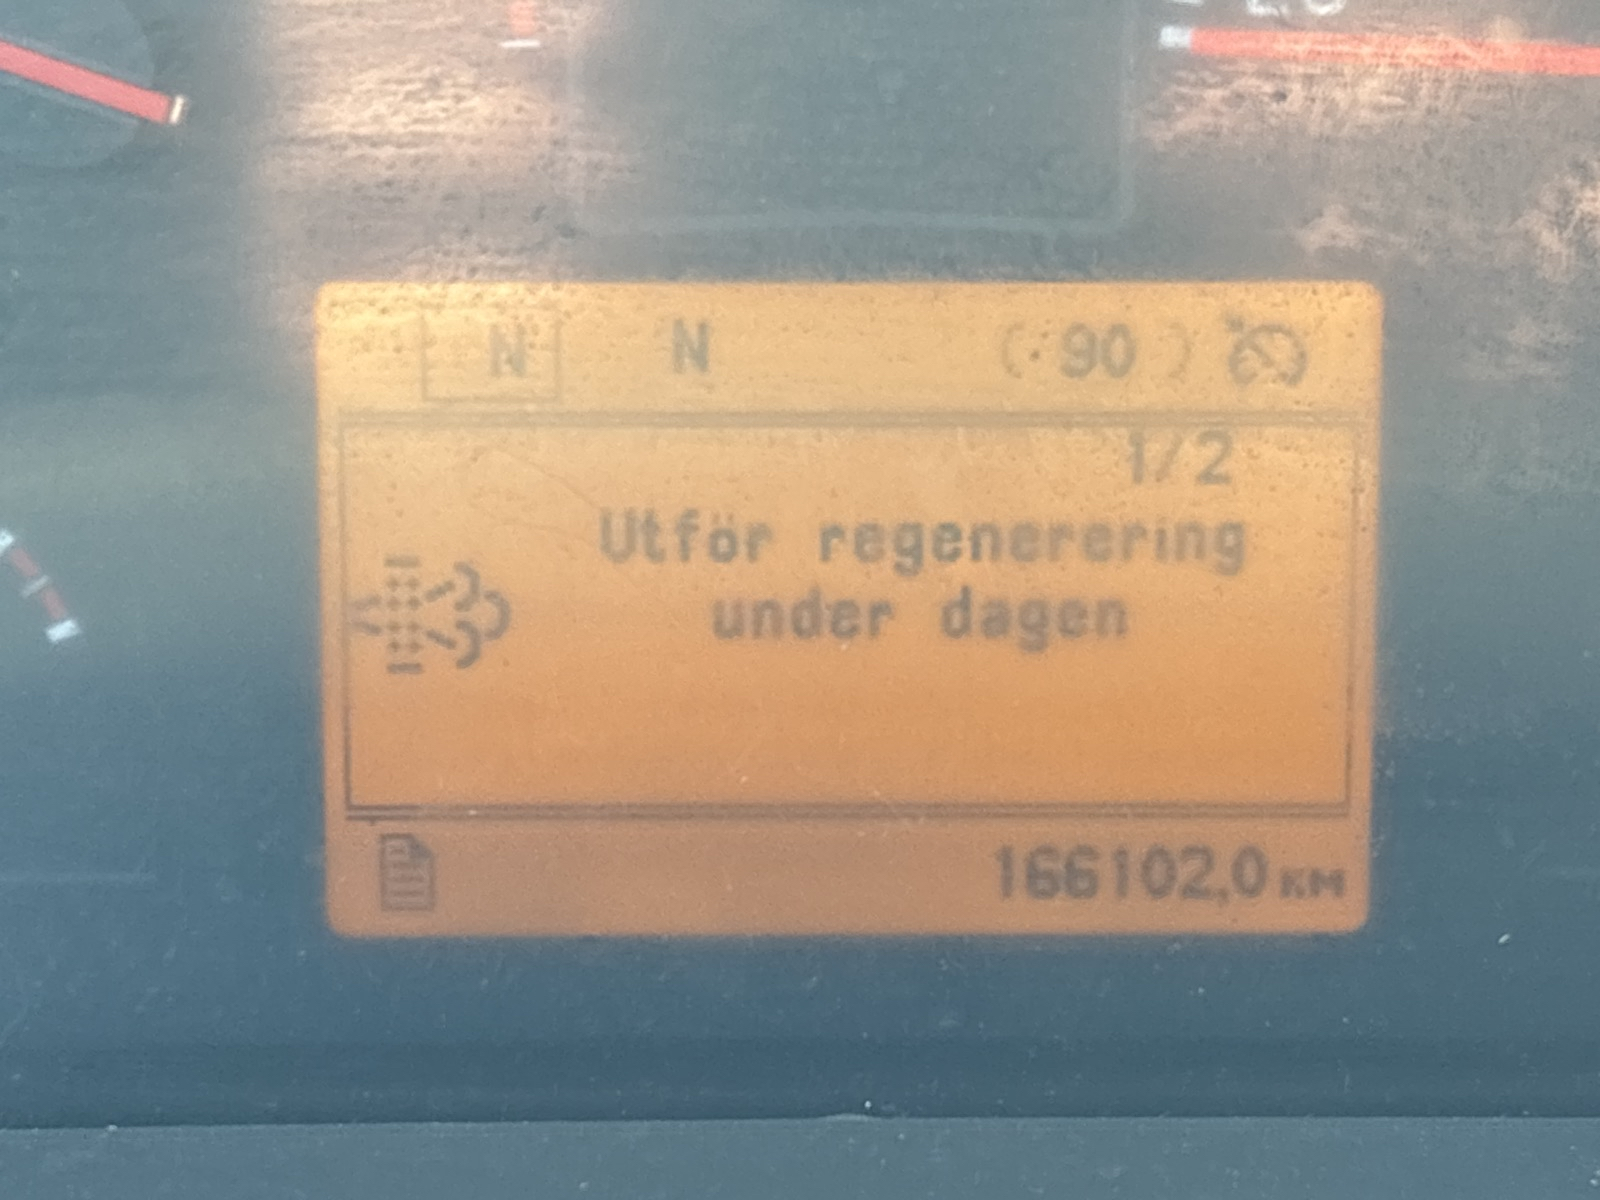 N N ( 90 )
1/2
Utför regenerering
under dagen
166102,0 KM